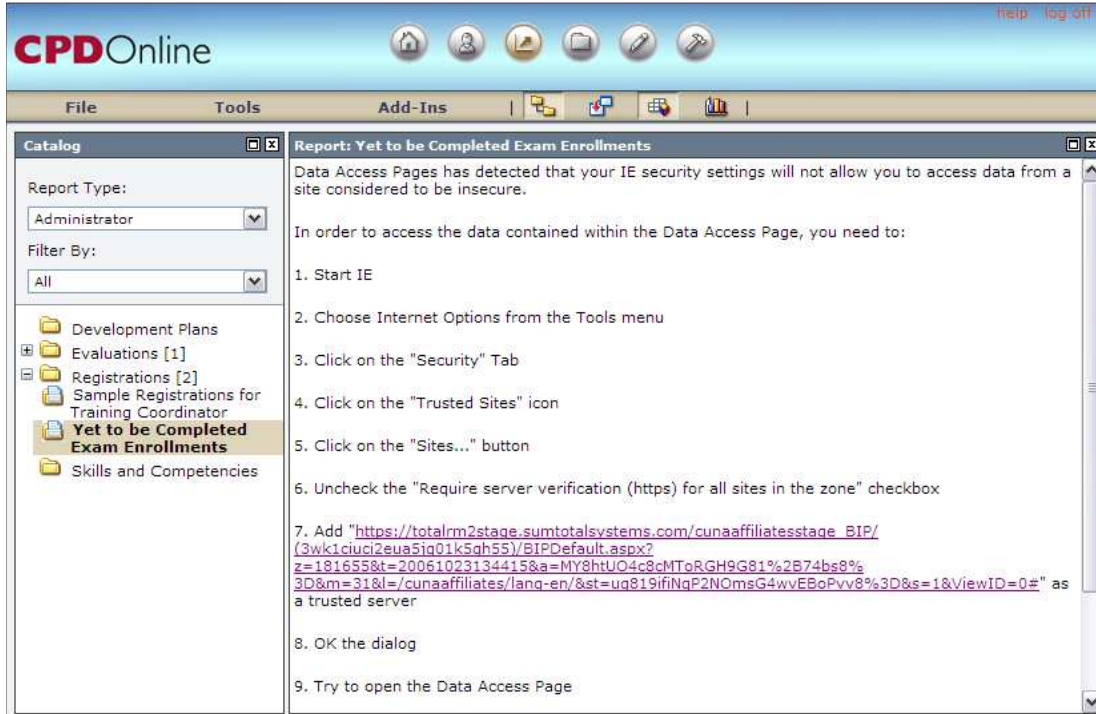 help log off
CPDOnline
File Tools Add-Ins | |
Catalog
Report Type:
Administrator
Filter By:
All
Development Plans
Evaluations [1]
Registrations [2]
Sample Registrations for
Training Coordinator
Yet to be Completed
Exam Enrollments
Skills and Competencies
Report: Yet to be Completed Exam Enrollments
Data Access Pages has detected that your IE security settings will not allow you to access data from a
site considered to be insecure.
In order to access the data contained within the Data Access Page, you need to:
1. Start IE
2. Choose Internet Options from the Tools menu
3. Click on the "Security" Tab
4. Click on the "Trusted Sites" icon
5. Click on the "Sites..." button
6. Uncheck the "Require server verification (https) for all sites in the zone" checkbox
7. Add "https://totalrm2stage.sumtotalsystems.com/cunaaffiliatesstage_BIP/
(3wk1ciuci2eua5jg01k5gh55)/BIPDefault.aspx?
z=181655&t=20061023134415&a=MY8htUO4c8cMToRGH9G81%2B74bs8%
3D&m=31&l=/cunaaffiliates/lang-en/&st=ug819ifiNqP2NOmsG4wvEBoPvv8%3D&s=1&ViewID=0#" as
a trusted server
8. OK the dialog
9. Try to open the Data Access Page